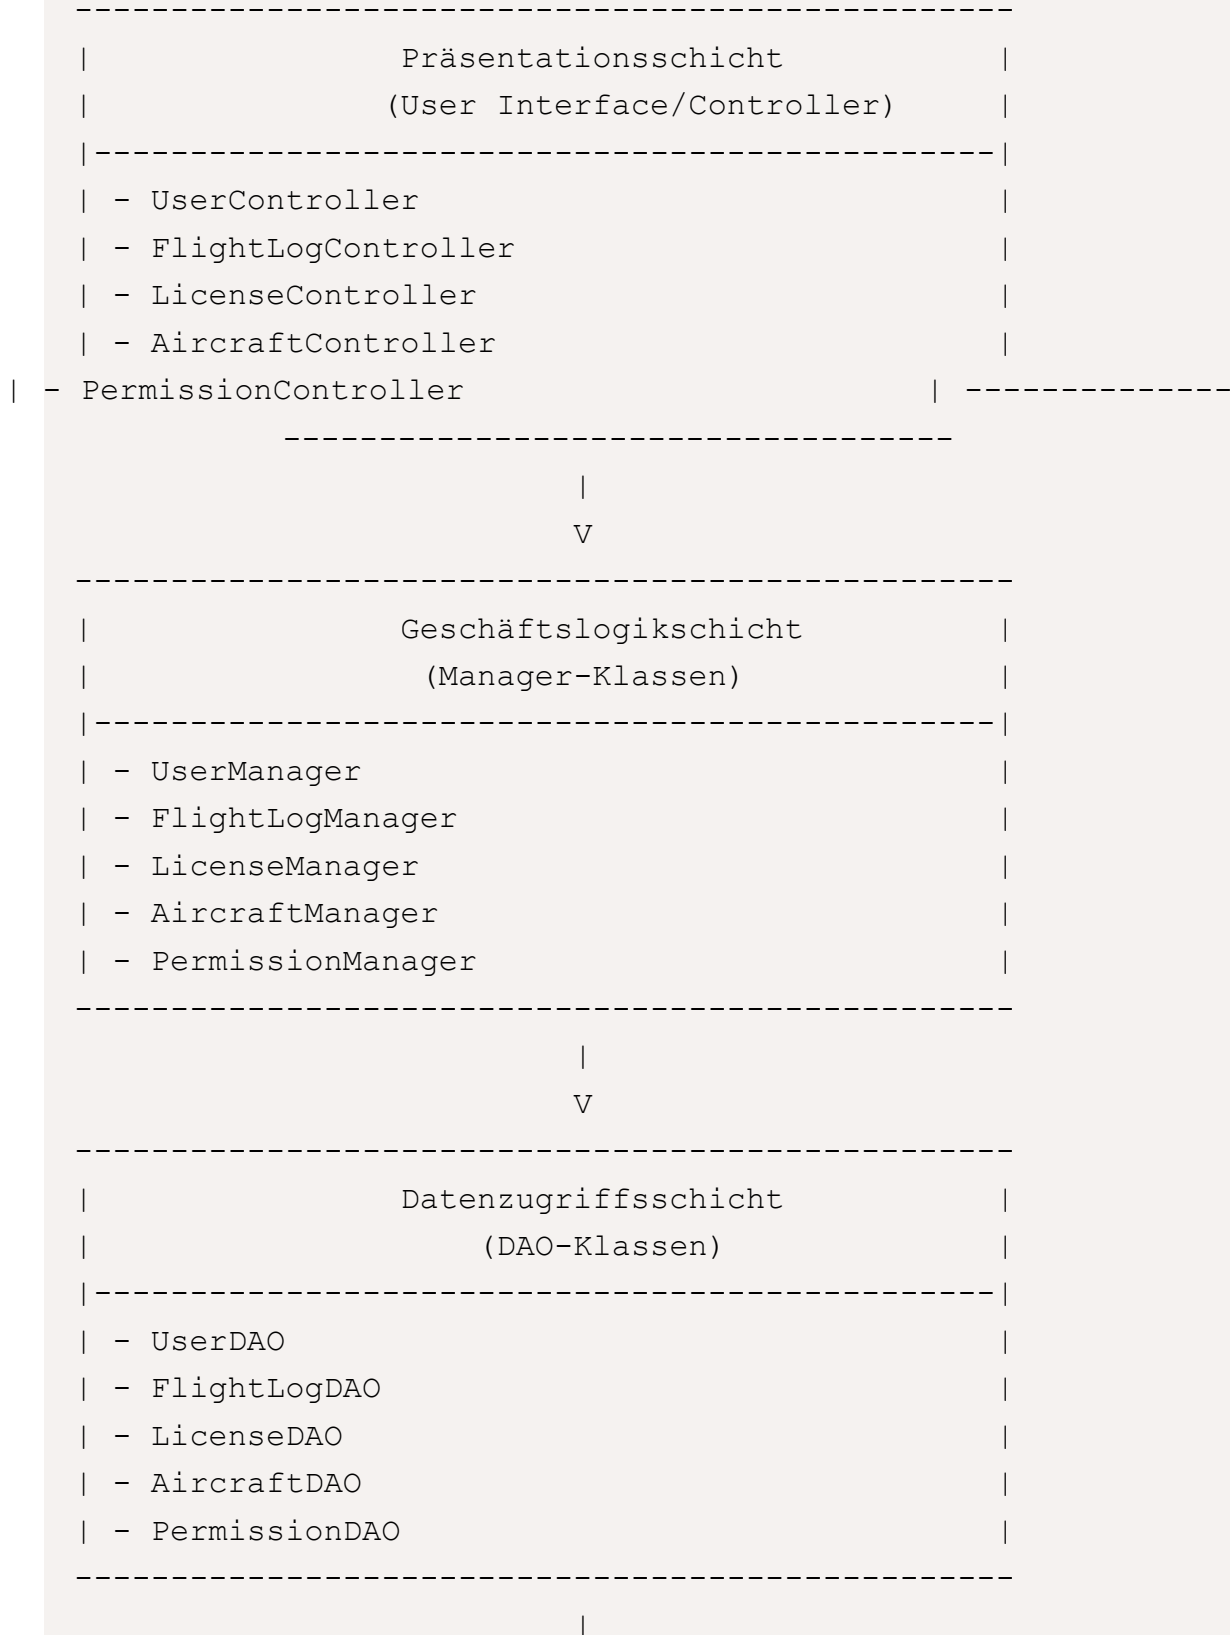 -------------------------------------------------
|                Präsentationsschicht           |
|               (User Interface/Controller)     |
|-----------------------------------------------|
| - UserController                              |
| - FlightLogController                         |
| - LicenseController                           |
| - AircraftController                          |
| - PermissionController                        | --------------
-----------------------------------
|
V
-------------------------------------------------
|                Geschäftslogikschicht          |
|                 (Manager-Klassen)             |
|-----------------------------------------------|
| - UserManager                                 |
| - FlightLogManager                            |
| - LicenseManager                              |
| - AircraftManager                             |
| - PermissionManager                           |
-------------------------------------------------
|
V
-------------------------------------------------
|                Datenzugriffsschicht           |
|                    (DAO-Klassen)              |
|-----------------------------------------------|
| - UserDAO                                     |
| - FlightLogDAO                                |
| - LicenseDAO                                  |
| - AircraftDAO                                 |
| - PermissionDAO                               |
-------------------------------------------------
|